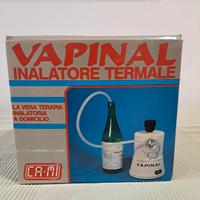 VAPINAL
INALATORE TERMALE
LA VERA TERAPIA
INALATORIA
A DOMICILIO
CA·MI
VAPINAL